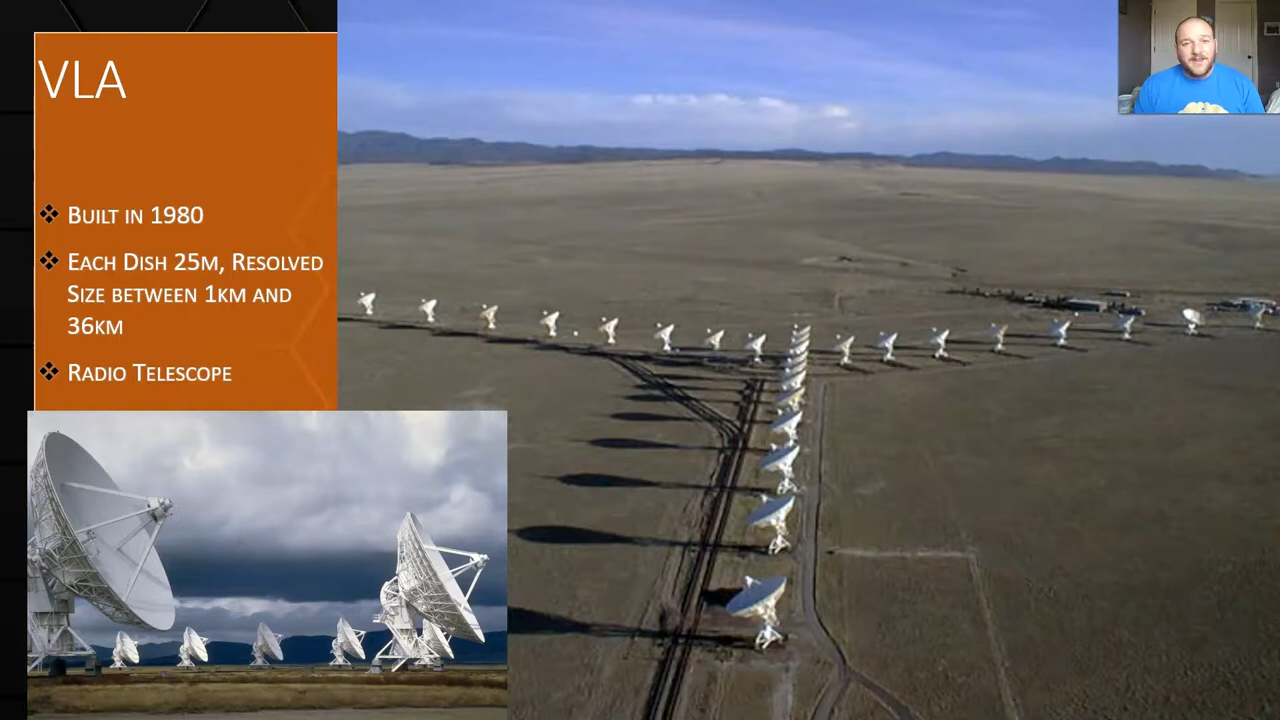 VLA
Built in 1980
Each Dish 25m, Resolved
Size between 1km and
36km
Radio Telescope